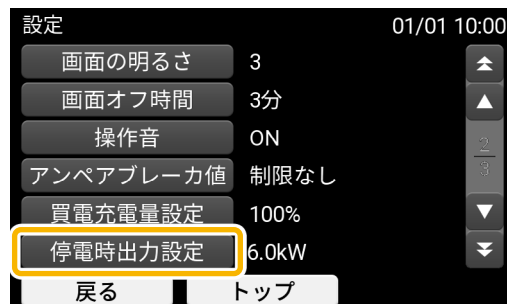 設定 01/01 10:00
画面の明るさ 3
画面オフ時間 3分
操作音 ON
アンペアブレーカ値 制限なし
買電充電量設定 100%
停電時出力設定 6.0kW
2
3
戻る トップ